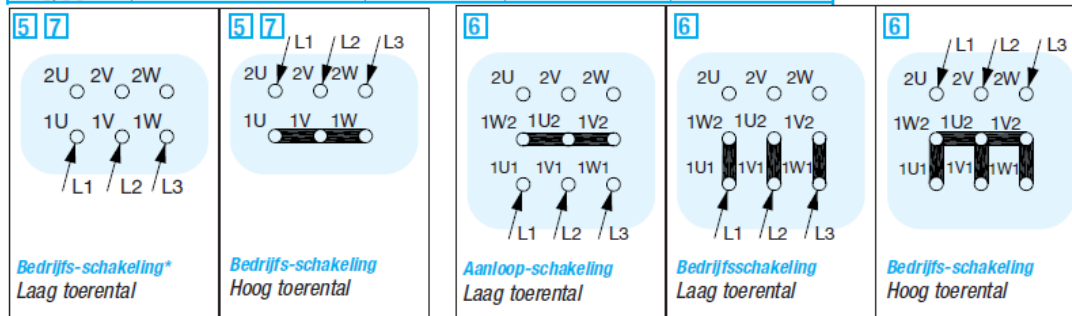 5 7
2U 2V 2W
1U 1V 1W
L1 L2 L3
Bedrijfs-schakeling*
Laag toerental
5 7
L1 L2 L3
2U 2V 2W
1U 1V 1W
Bedrijfs-schakeling
Hoog toerental
6
2U 2V 2W
1W2 1U2 1V2
1U1 1V1 1W1
L1 L2 L3
Aanloop-schakeling
Laag toerental
6
2U 2V 2W
1W2 1U2 1V2
1U1 1V1 1W1
L1 L2 L3
Bedrijfsschakeling
Laag toerental
6
L1 L2 L3
2U 2V 2W
1W2 1U2 1V2
1U1 1V1 1W1
Bedrijfs-schakeling
Hoog toerental